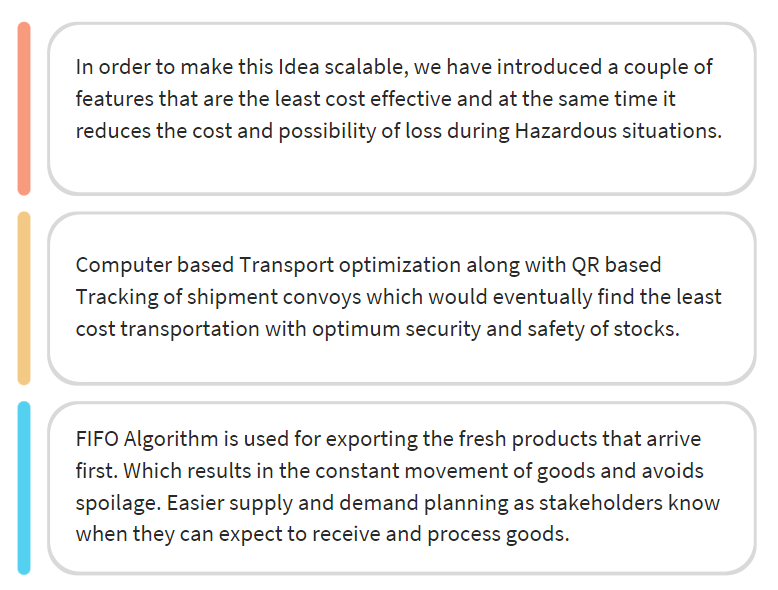 In order to make this Idea scalable, we have introduced a couple of
features that are the least cost effective and at the same time it
reduces the cost and possibility of loss during Hazardous situations.
Computer based Transport optimization along with QR based
Tracking of shipment convoys which would eventually find the least
cost transportation with optimum security and safety of stocks.
FIFO Algorithm is used for exporting the fresh products that arrive
first. Which results in the constant movement of goods and avoids
spoilage. Easier supply and demand planning as stakeholders know
when they can expect to receive and process goods.